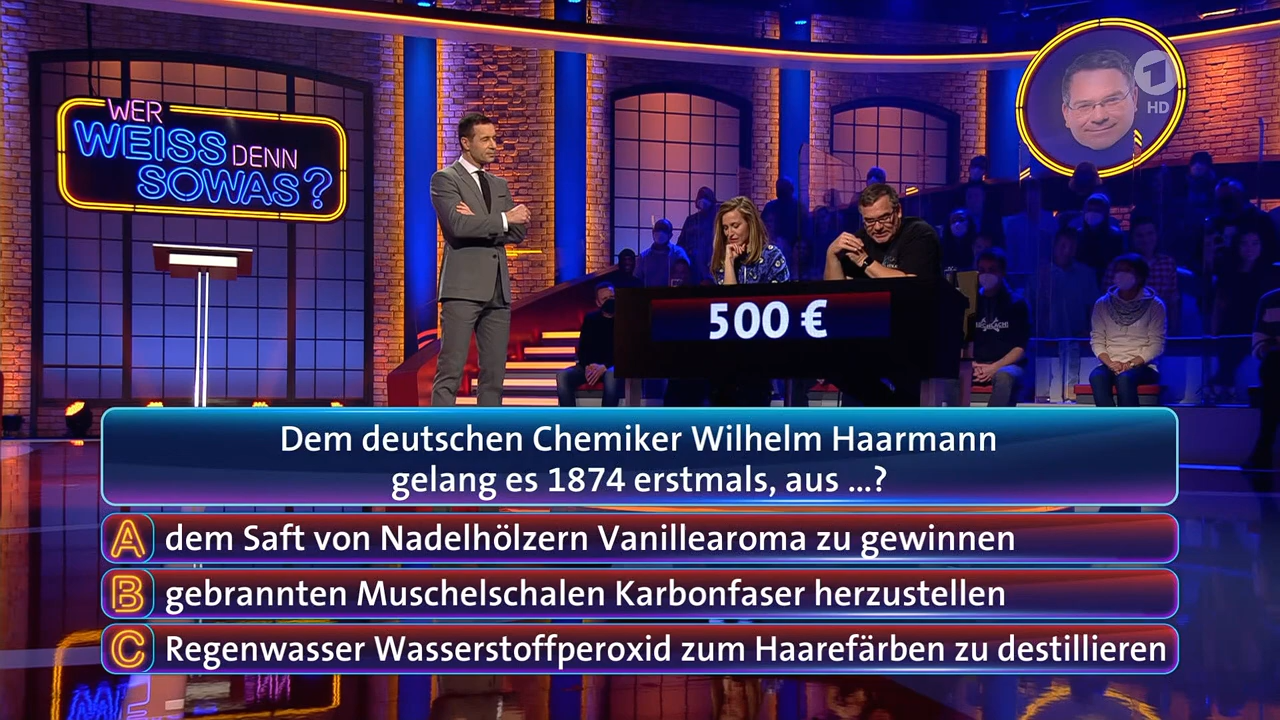 WER
WEISS DENN
SOWAS?
1
HD
500 €
Dem deutschen Chemiker Wilhelm Haarmann
gelang es 1874 erstmals, aus ...?
A dem Saft von Nadelhölzern Vanillearoma zu gewinnen
B gebrannten Muschelschalen Karbonfaser herzustellen
C Regenwasser Wasserstoffperoxid zum Haarefärben zu destillieren